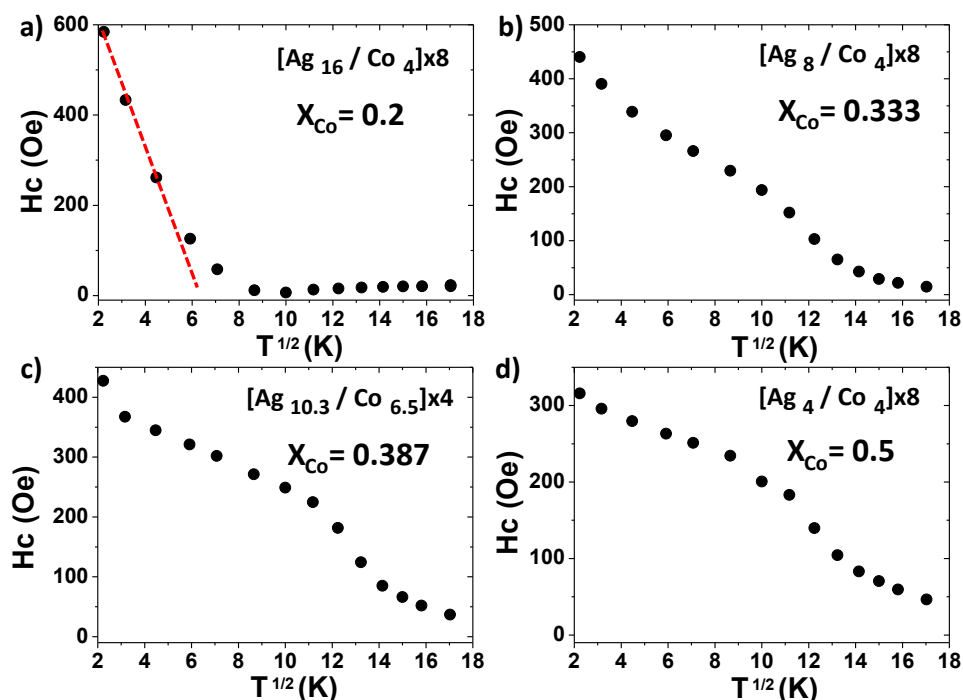 a)
[Ag 16 / Co 4]x8
X Co = 0.2
Hc (Oe)
600
400
200
0
2 4 6 8 10 12 14 16 18
T 1/2 (K)
b)
[Ag 8 / Co 4]x8
X Co = 0.333
Hc (Oe)
500
400
300
200
100
0
2 4 6 8 10 12 14 16 18
T 1/2 (K)
c)
[Ag 10.3 / Co 6.5]x4
X Co = 0.387
Hc (Oe)
400
300
200
100
0
2 4 6 8 10 12 14 16 18
T 1/2 (K)
d)
[Ag 4 / Co 4]x8
X Co = 0.5
Hc (Oe)
300
200
100
0
2 4 6 8 10 12 14 16 18
T 1/2 (K)